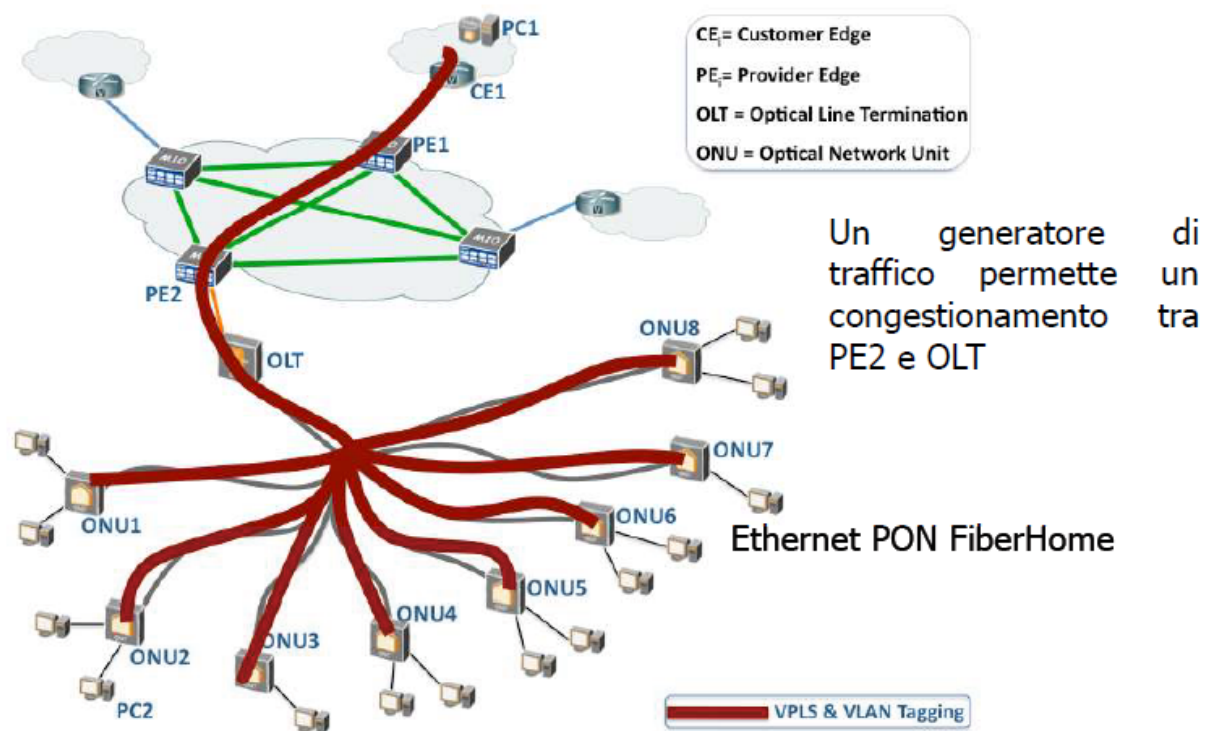 PC1
CE1
CEᵢ= Customer Edge
PEᵢ= Provider Edge
OLT = Optical Line Termination
ONU = Optical Network Unit
PE1
PE2
OLT
Un generatore di
traffico permette un
congestionamento tra
PE2 e OLT
ONU8
ONU7
ONU6
Ethernet PON FiberHome
ONU1
ONU5
ONU4
ONU3
ONU2
PC2
VPLS & VLAN Tagging